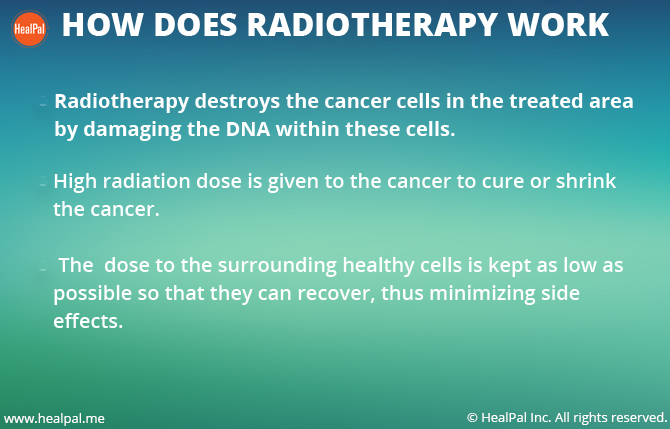 HealPal
HOW DOES RADIOTHERAPY WORK
Radiotherapy destroys the cancer cells in the treated area
by damaging the DNA within these cells.
High radiation dose is given to the cancer to cure or shrink
the cancer.
The  dose to the surrounding healthy cells is kept as low as
possible so that they can recover, thus minimizing side
effects.
www.healpal.me
© HealPal Inc. All rights reserved.